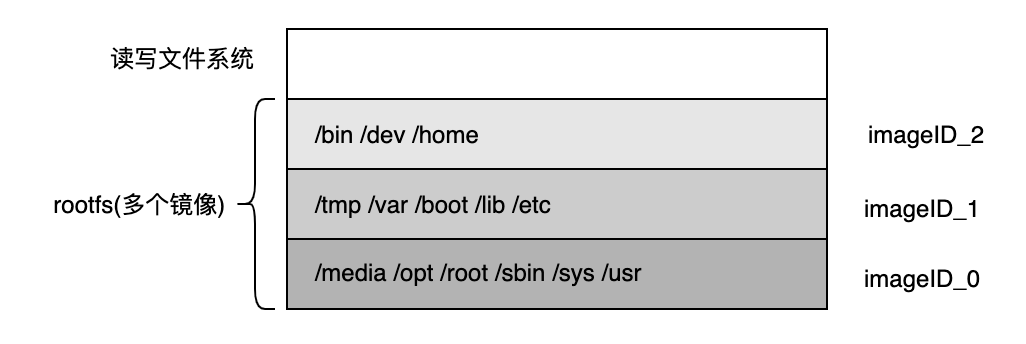 读写文件系统
/bin /dev /home
imageID_2
rootfs(多个镜像)
/tmp /var /boot /lib /etc
imageID_1
/media /opt /root /sbin /sys /usr
imageID_0